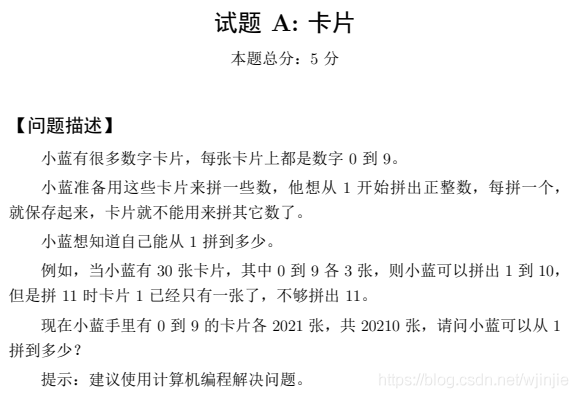 试题 A: 卡片
本题总分：5 分
【问题描述】
小蓝有很多数字卡片，每张卡片上都是数字 0 到 9。
小蓝准备用这些卡片来拼一些数，他想从 1 开始拼出正整数，每拼一个，
就保存起来，卡片就不能用来拼其它数了。
小蓝想知道自己能从 1 拼到多少。
例如，当小蓝有 30 张卡片，其中 0 到 9 各 3 张，则小蓝可以拼出 1 到 10，
但是拼 11 时卡片 1 已经只有一张了，不够拼出 11。
现在小蓝手里有 0 到 9 的卡片各 2021 张，共 20210 张，请问小蓝可以从 1
拼到多少？
提示：建议使用计算机编程解决问题。
https://blog.csdn.net/wjinjie